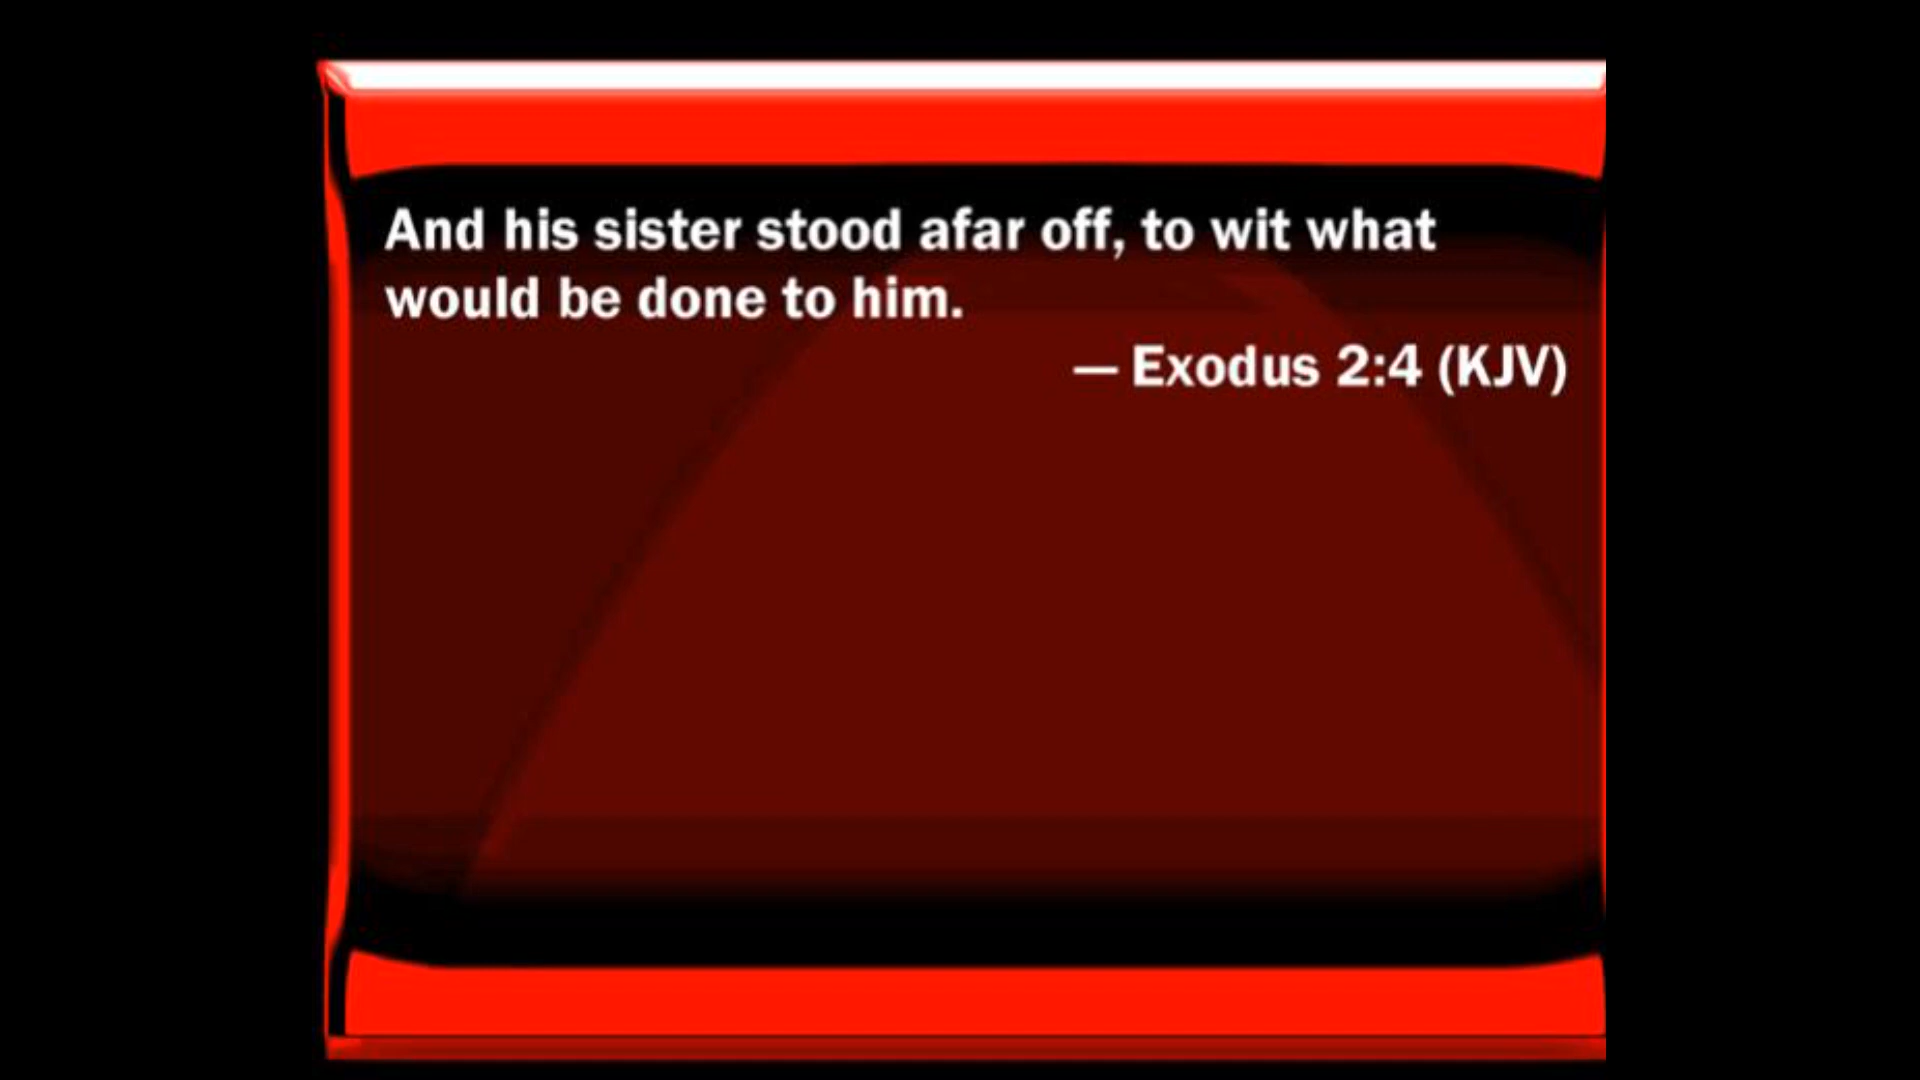 And his sister stood afar off, to wit what
would be done to him.
— Exodus 2:4 (KJV)